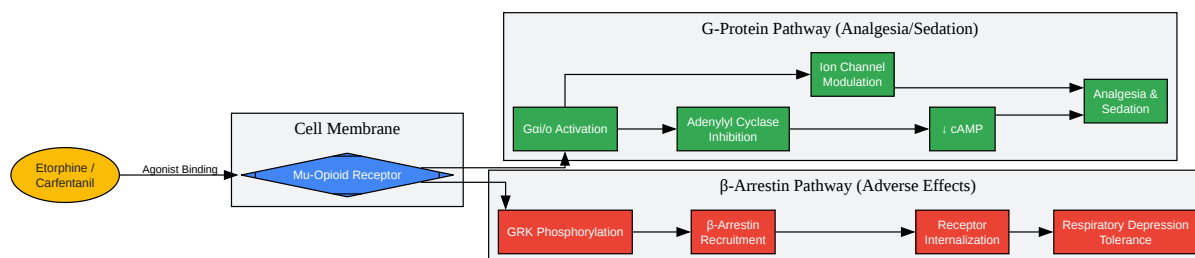 G-Protein Pathway (Analgesia/Sedation)
Ion Channel
Modulation
Analgesia &
Sedation
Gαi/o Activation
Adenylyl Cyclase
Inhibition
↓ cAMP
Cell Membrane
Etorphine /
Carfentanil
Agonist Binding
Mu-Opioid Receptor
β-Arrestin Pathway (Adverse Effects)
GRK Phosphorylation
β-Arrestin
Recruitment
Receptor
Internalization
Respiratory Depression
Tolerance